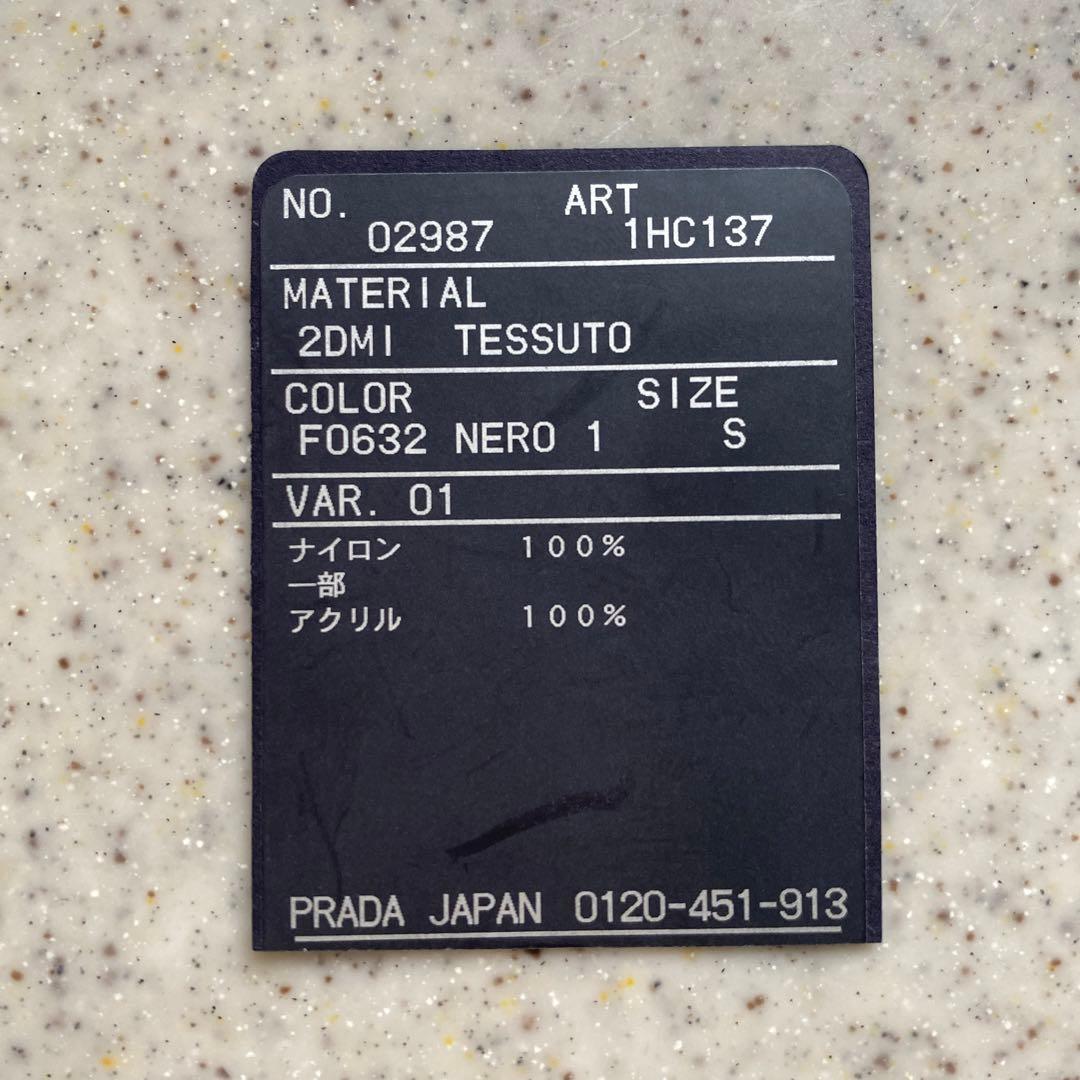 NO. ART
02987 1HC137
MATERIAL
2DMI TESSUTO
COLOR SIZE
F0632 NERO 1 S
VAR. 01
ナイロン 100%
一部
アクリル 100%
PRADA JAPAN 0120-451-913